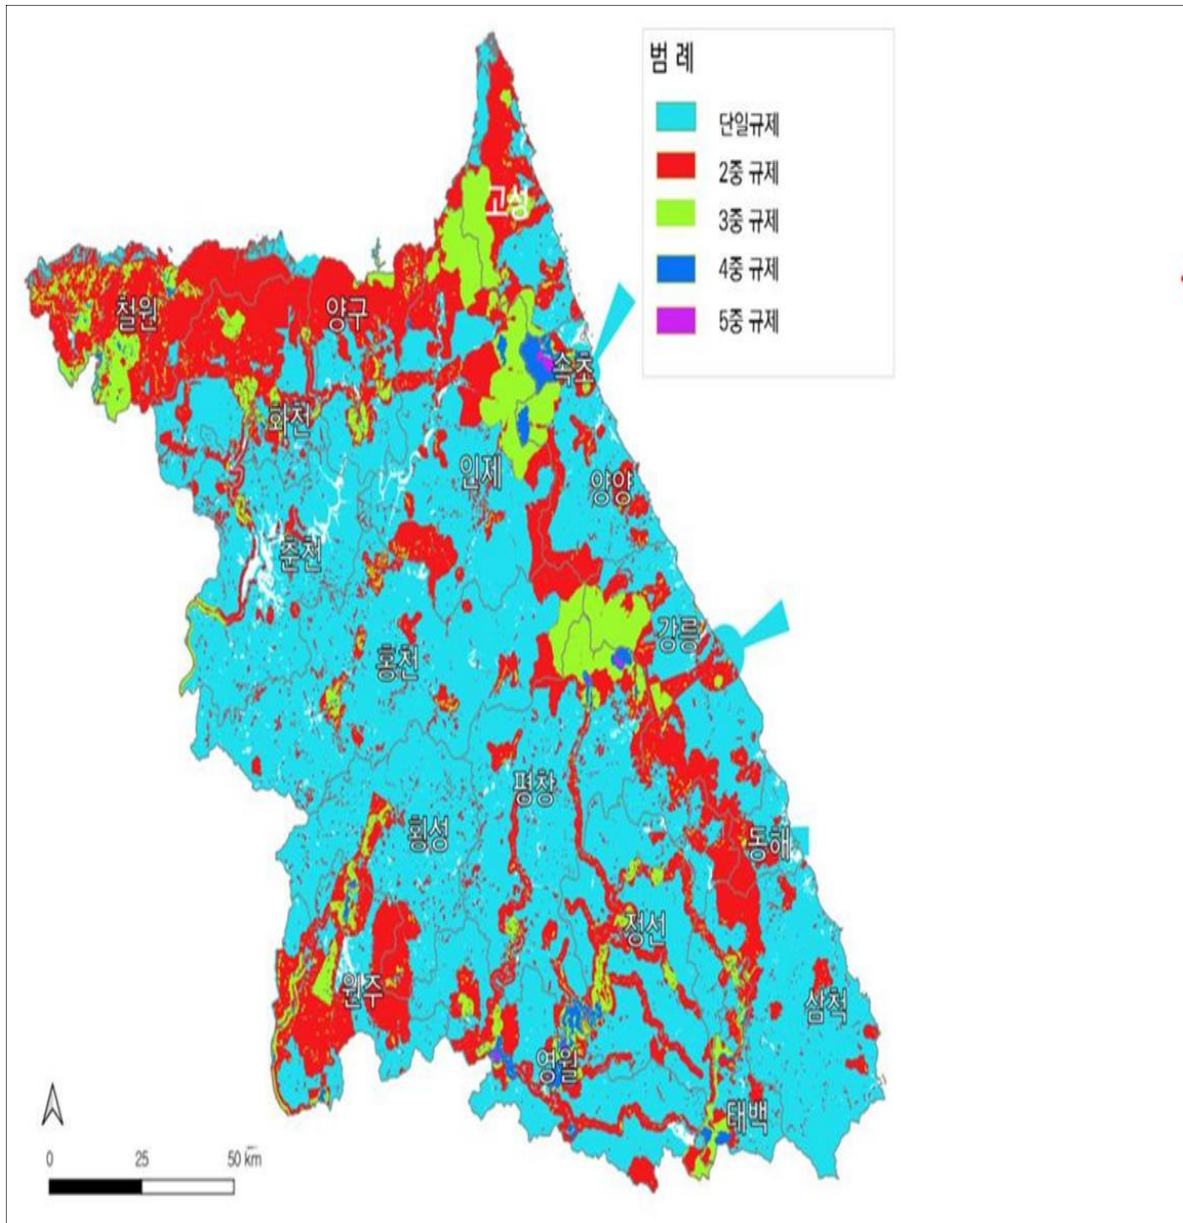 범 례
단일규제
2중 규제
3중 규제
4중 규제
5중 규제
고성
철원
양구
속초
화천
인제
양양
춘천
강릉
홍천
평창
횡성
동해
정선
원주
삼척
영월
태백
0 25 50 km